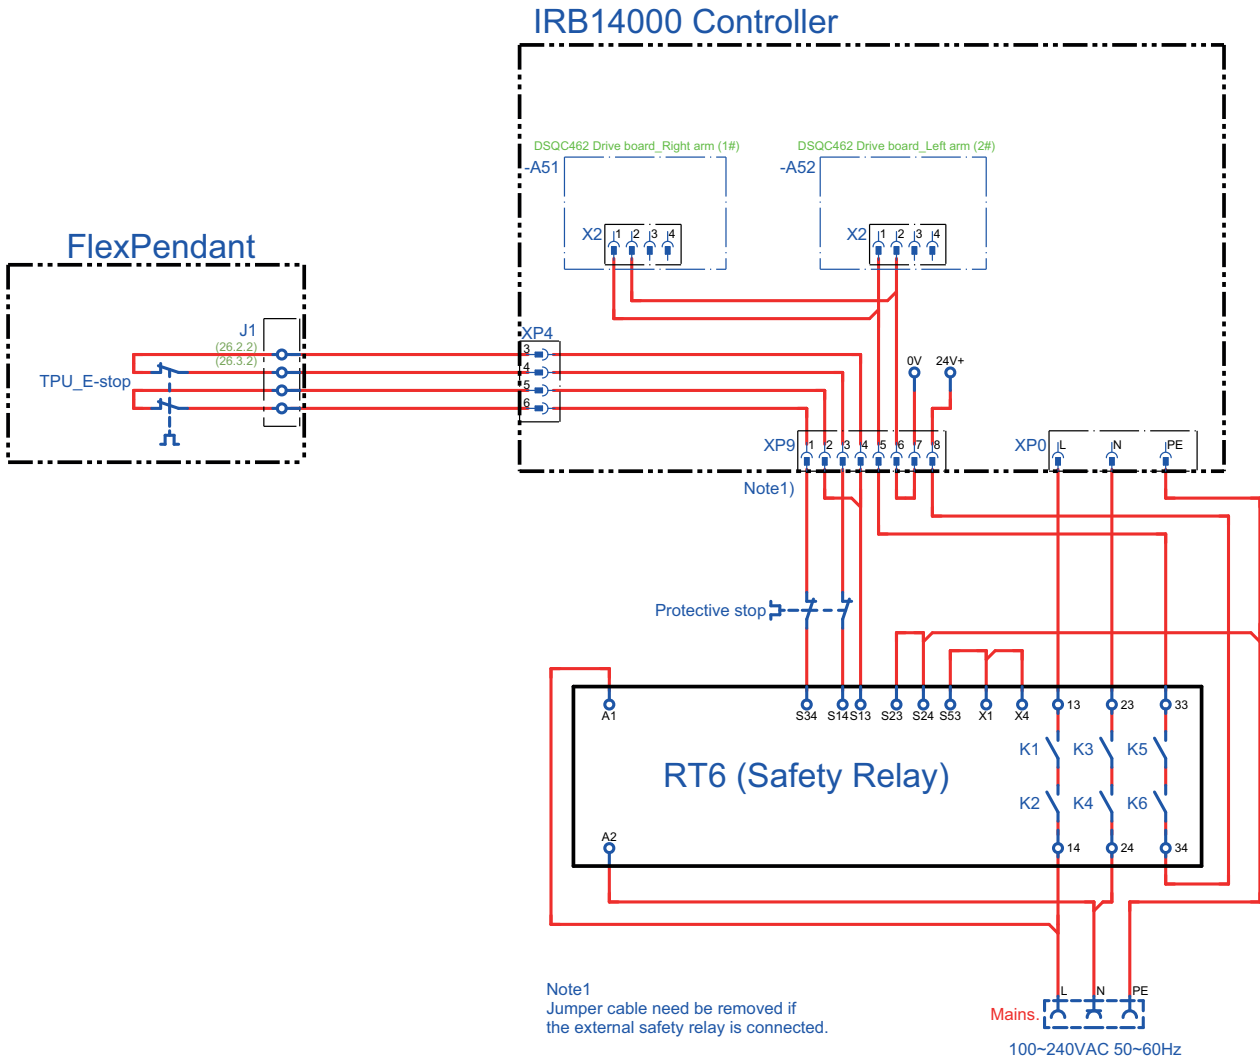 IRB14000 Controller
DSQC462 Drive board_Right arm (1#)
DSQC462 Drive board_Left arm (2#)
-A51
-A52
X2 1 2 3 4
X2 1 2 3 4
FlexPendant
J1
(26.2.2)
(26.3.2)
TPU_E-stop
XP4
3
4
5
6
0V 24V+
XP9 1 2 3 4 5 6 7 8
XP0 L N PE
Note1)
Protective stop
A1 S34 S14 S13 S23 S24 S53 X1 X4 13 23 33
K1 K3 K5
RT6 (Safety Relay)
K2 K4 K6
A2 14 24 34
Note1
Jumper cable need be removed if
the external safety relay is connected.
L N PE
Mains.
100~240VAC 50~60Hz